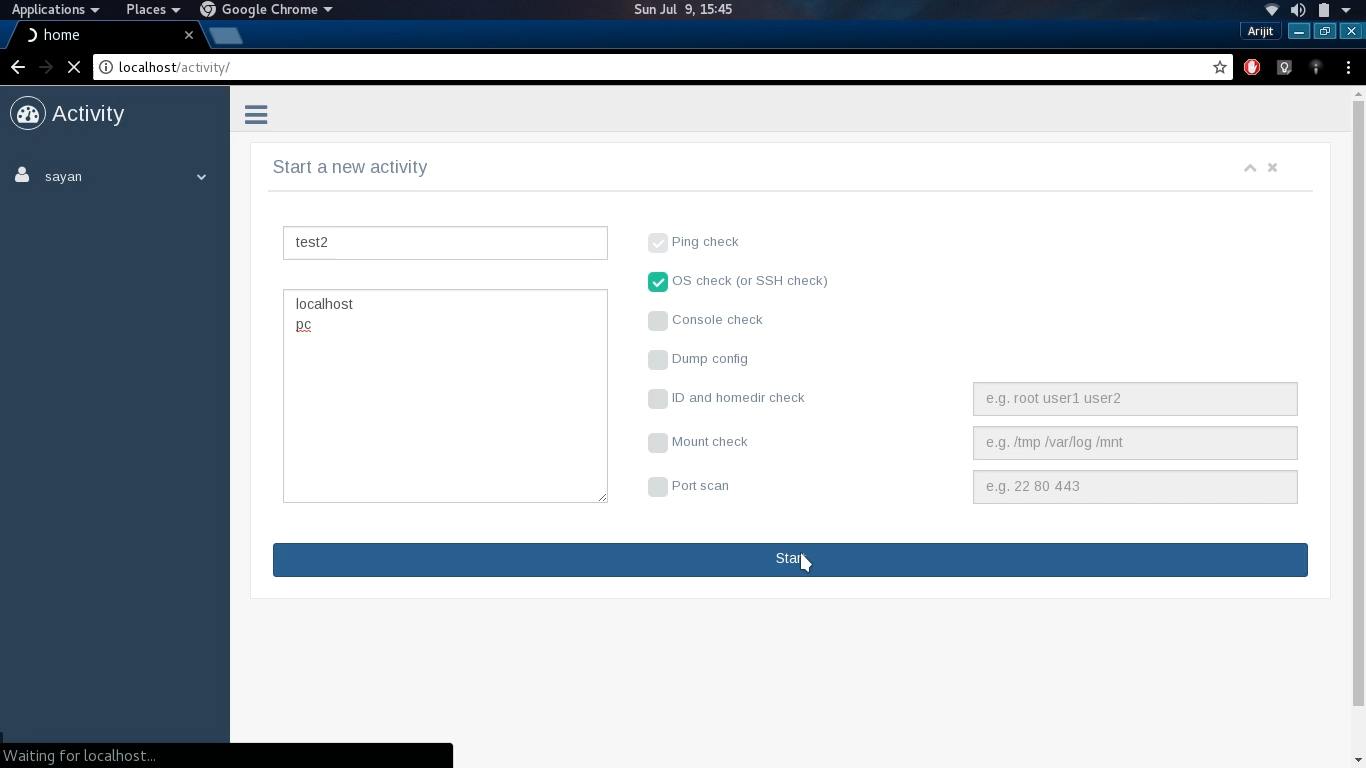 Applications Places Google Chrome Sun Jul 9, 15:45
home Arijit
localhost/activity/
Activity
sayan
Start a new activity
test2
localhost
pc
Ping check
OS check (or SSH check)
Console check
Dump config
ID and homedir check e.g. root user1 user2
Mount check e.g. /tmp /var/log /mnt
Port scan e.g. 22 80 443
Start
Waiting for localhost...